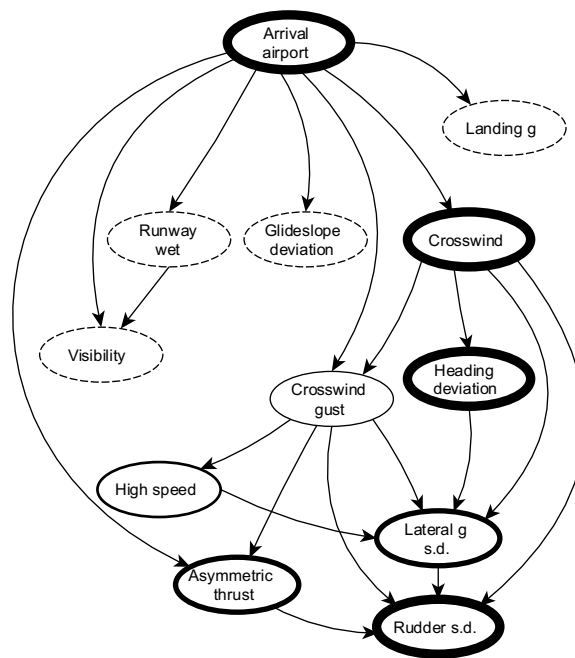 Arrival
airport
Landing g
Runway
wet
Glideslope
deviation
Crosswind
Visibility
Crosswind
gust
Heading
deviation
High speed
Lateral g
s.d.
Asymmetric
thrust
Rudder s.d.